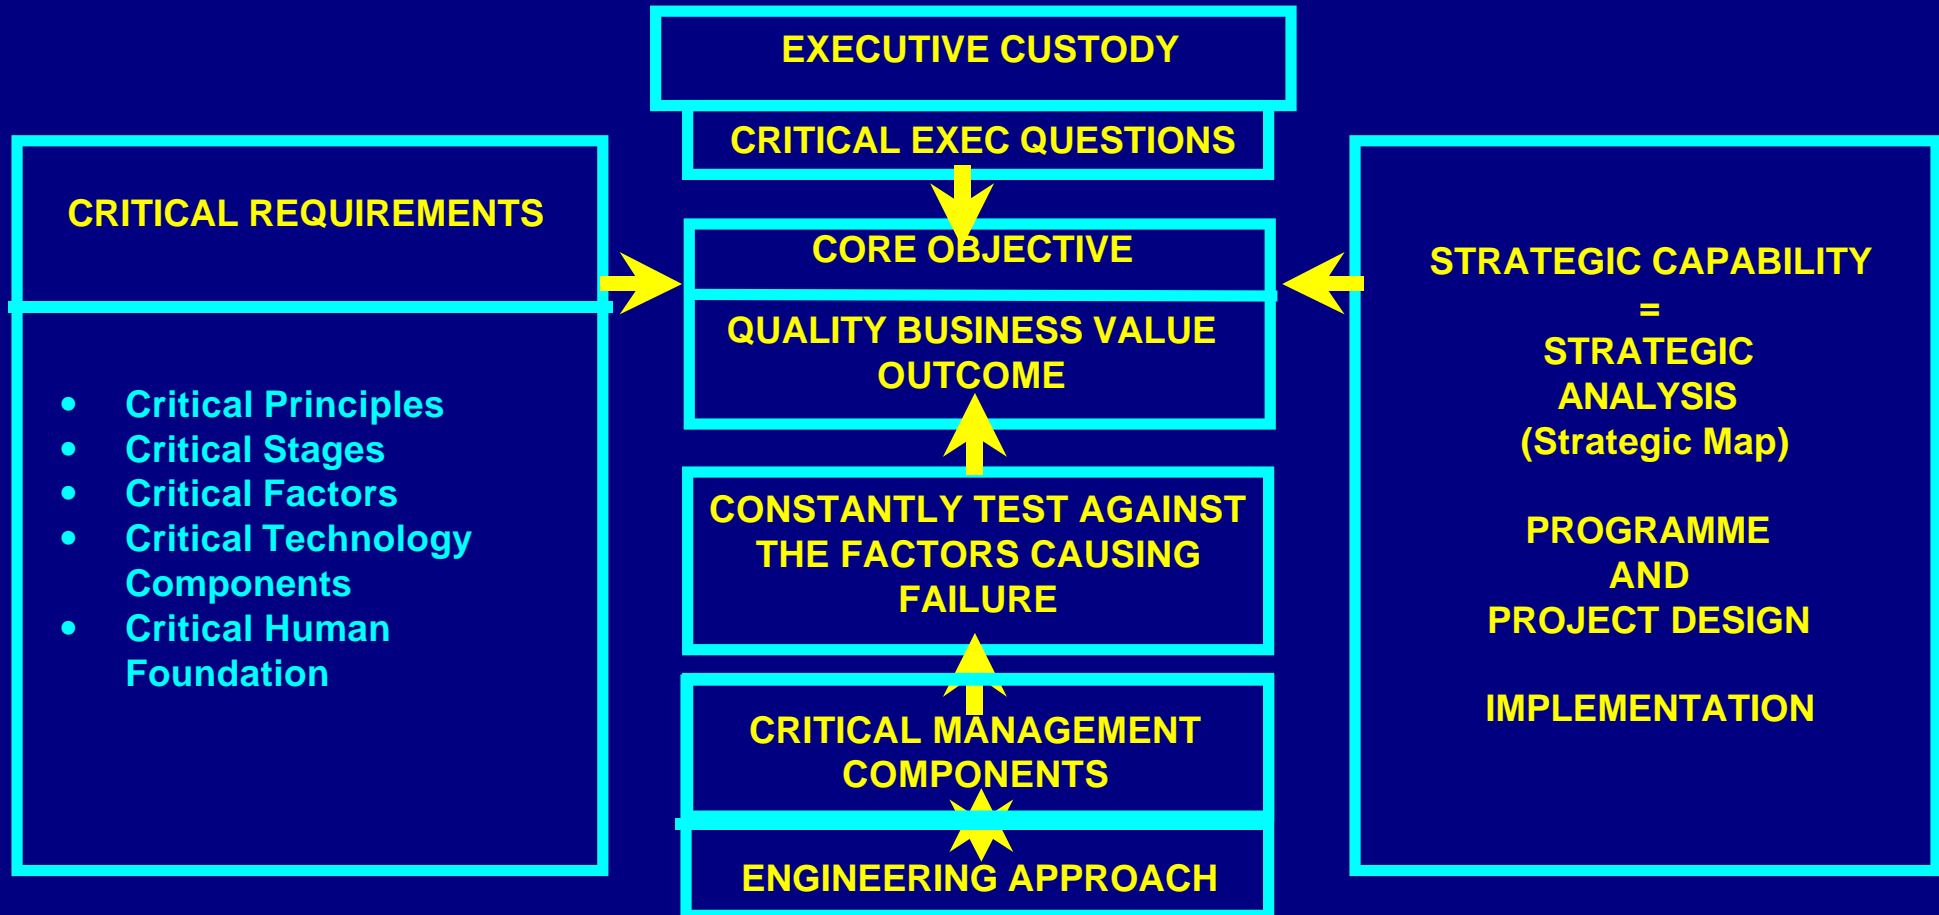 EXECUTIVE CUSTODY
CRITICAL EXEC QUESTIONS
CRITICAL REQUIREMENTS
• Critical Principles
• Critical Stages
• Critical Factors
• Critical Technology
Components
• Critical Human
Foundation
CORE OBJECTIVE
QUALITY BUSINESS VALUE
OUTCOME
CONSTANTLY TEST AGAINST
THE FACTORS CAUSING
FAILURE
CRITICAL MANAGEMENT
COMPONENTS
ENGINEERING APPROACH
STRATEGIC CAPABILITY
=
STRATEGIC
ANALYSIS
(Strategic Map)
PROGRAMME
AND
PROJECT DESIGN
IMPLEMENTATION